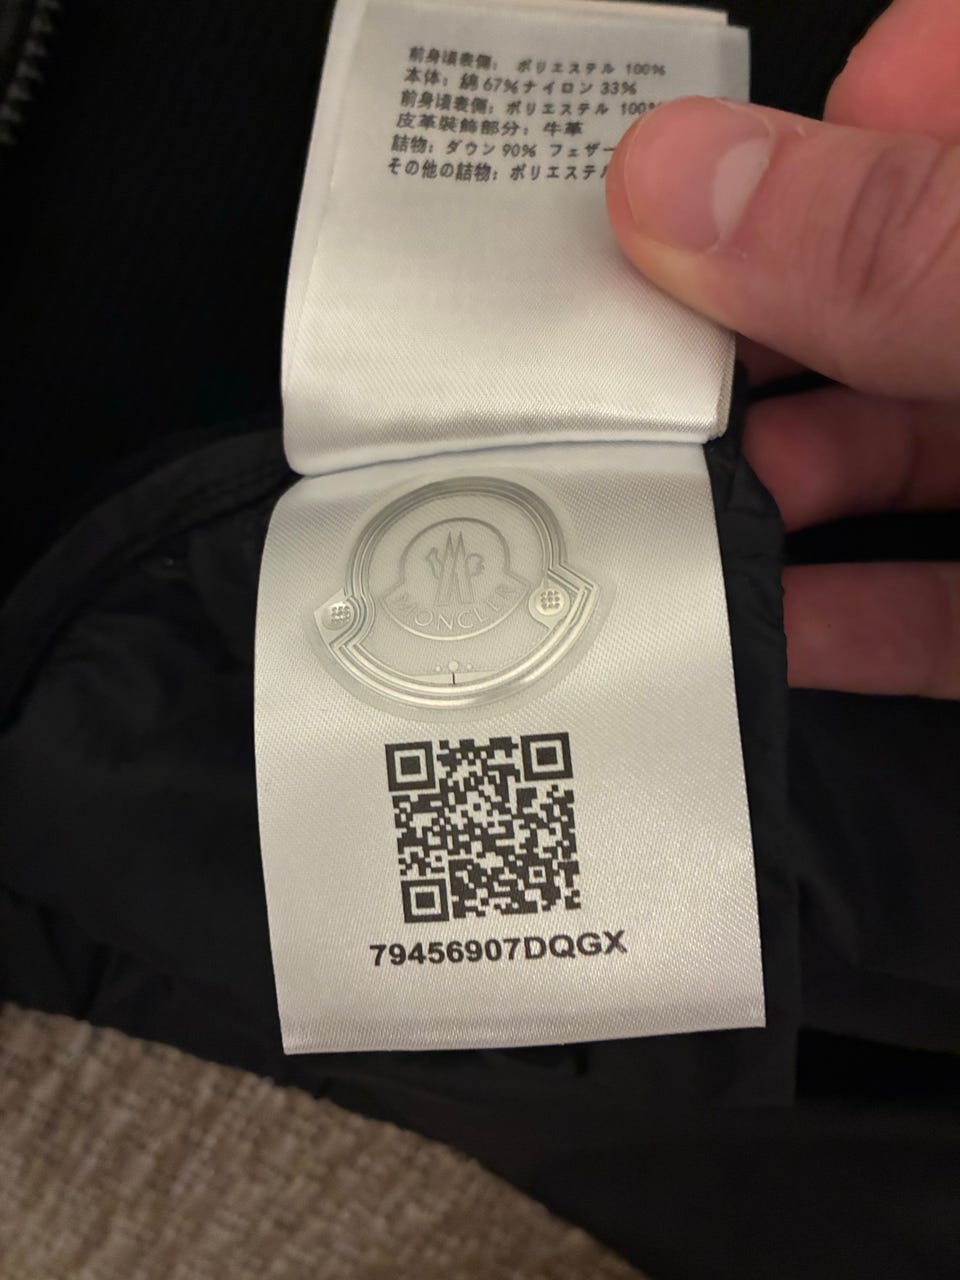 前身頃表側: ポリエステル 100%
本体: 綿 67% ナイロン 33%
前身頃表側: ポリエステル 100%
皮革装飾部分: 牛革
詰物: ダウン 90% フェザー
その他の詰物: ポリエステル
MONCLER
79456907DQGX